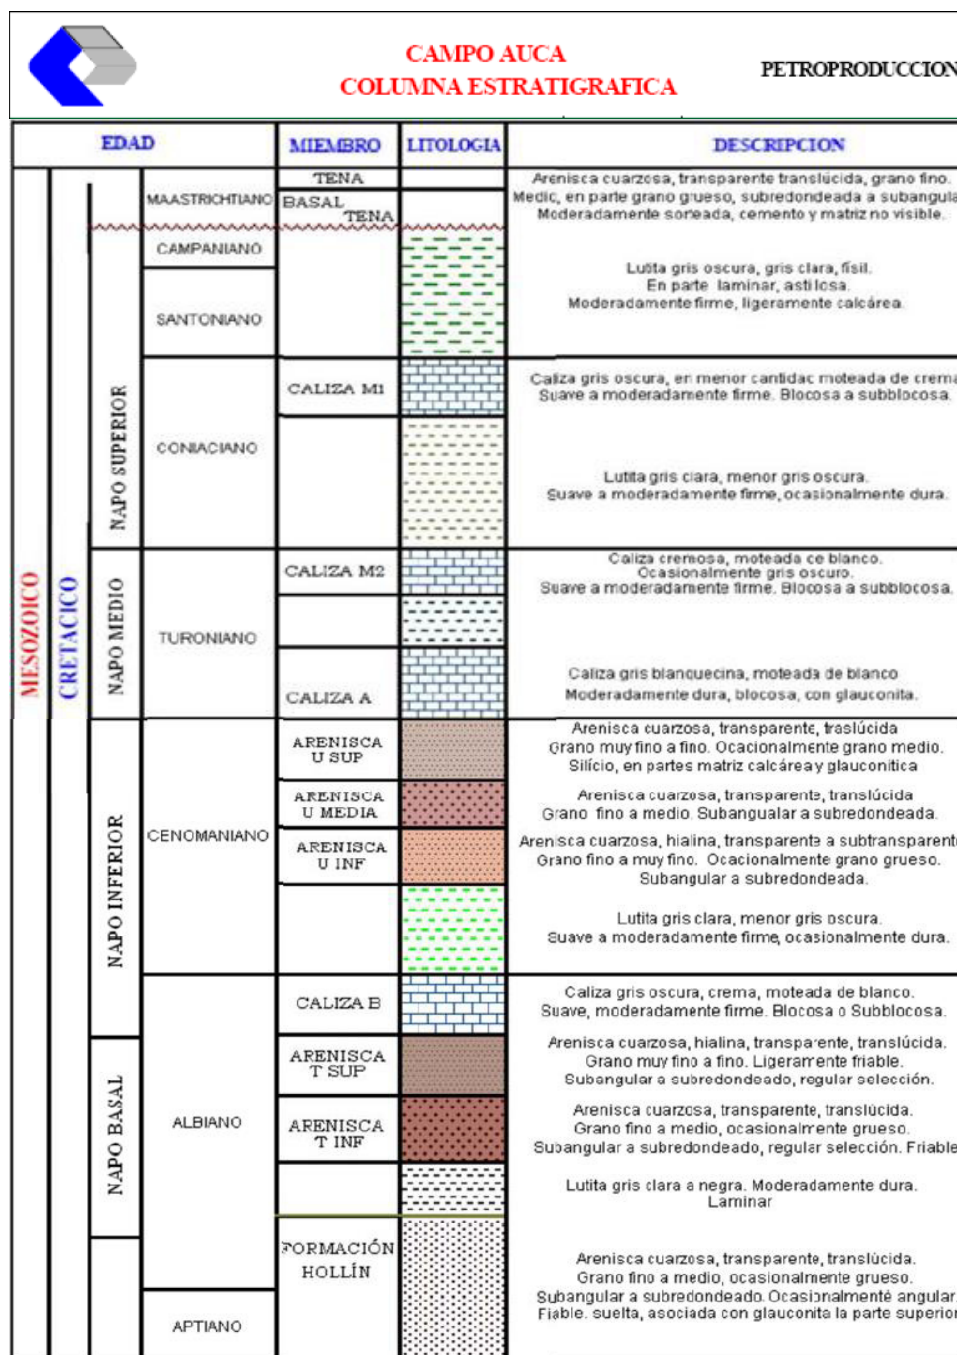 CAMPO AUCA
COLUMNA ESTRATIGRAFICA
PETROPRODUCCION
EDAD
MIEMBRO
LITOLOGIA
DESCRIPCION
MESOZOICO
CRETACICO
NAPO SUPERIOR
MAASTRICHTIANO
TENA
BASAL
TENA
Arenisca cuarzosa, transparente translúcida, grano fino.
Medic, en parte grano grueso, subredondeada a subangula
Moderadamente sorteada, cemento y matriz no visible.
CAMPANIANO
SANTONIANO
Lutita gris oscura, gris clara, físil.
En parte laminar, astillosa.
Moderadamente firme, ligeramente calcárea.
CONIACIANO
CALIZA M1
Caliza gris oscura, en menor cantidac moteada de crema
Suave a moderadamente firme. Blocosa a subblocosa.
Lutita gris clara, menor gris oscura.
Suave a moderadamente firme, ocasionalmente dura.
NAPO MEDIO
TURONIANO
CALIZA M2
Caliza cremosa, moteada ce blanco.
Ocasionalmente gris oscuro.
Suave a moderadamente firme. Blocosa a subblocosa.
CALIZA A
Caliza gris blanquecina, moteada de blanco
Moderadamente dura, blocosa, con glauconita.
NAPO INFERIOR
CENOMANIANO
ARENISCA
U SUP
Arenisca cuarzosa, transparente, traslúcida
Grano muy fino a fino. Ocacionalmente grano medio.
Silício, en partes matriz calcárea y glauconítica
ARENISCA
U MEDIA
Arenisca cuarzosa, transparente, translúcida
Grano fino a medio. Subangualar a subredondeada.
ARENISCA
U INF
Arenisca cuarzosa, hialina, transparente a subtransparente
Grano fino a muy fino. Ocacionalmente grano grueso.
Subangular a subredondeada.
Lutita gris clara, menor gris oscura.
Suave a moderadamente firme, ocasionalmente dura.
ALBIANO
CALIZA B
Caliza gris oscura, crema, moteada de blanco.
Suave, moderadamente firme. Blocosa o Subblocosa.
NAPO BASAL
ARENISCA
T SUP
Arenisca cuarzosa, hialina, transparente, translúcida.
Grano muy fino a fino. Ligeramente friable.
Subangular a subredondeado, regular selección.
ARENISCA
T INF
Arenisca cuarzosa, transparente, translúcida.
Grano fino a medio, ocasionalmente grueso.
Subangular a subredondeado, regular selección. Friable
Lutita gris clara a negra. Moderadamente dura.
Laminar
FORMACIÓN
HOLLÍN
Arenisca cuarzosa, transparente, translúcida.
Grano fino a medio, ocasionalmente grueso.
Subangular a subredondeado. Ocasionalmenté angular.
Fiable. suelta, asociada con glauconita la parte superior
APTIANO